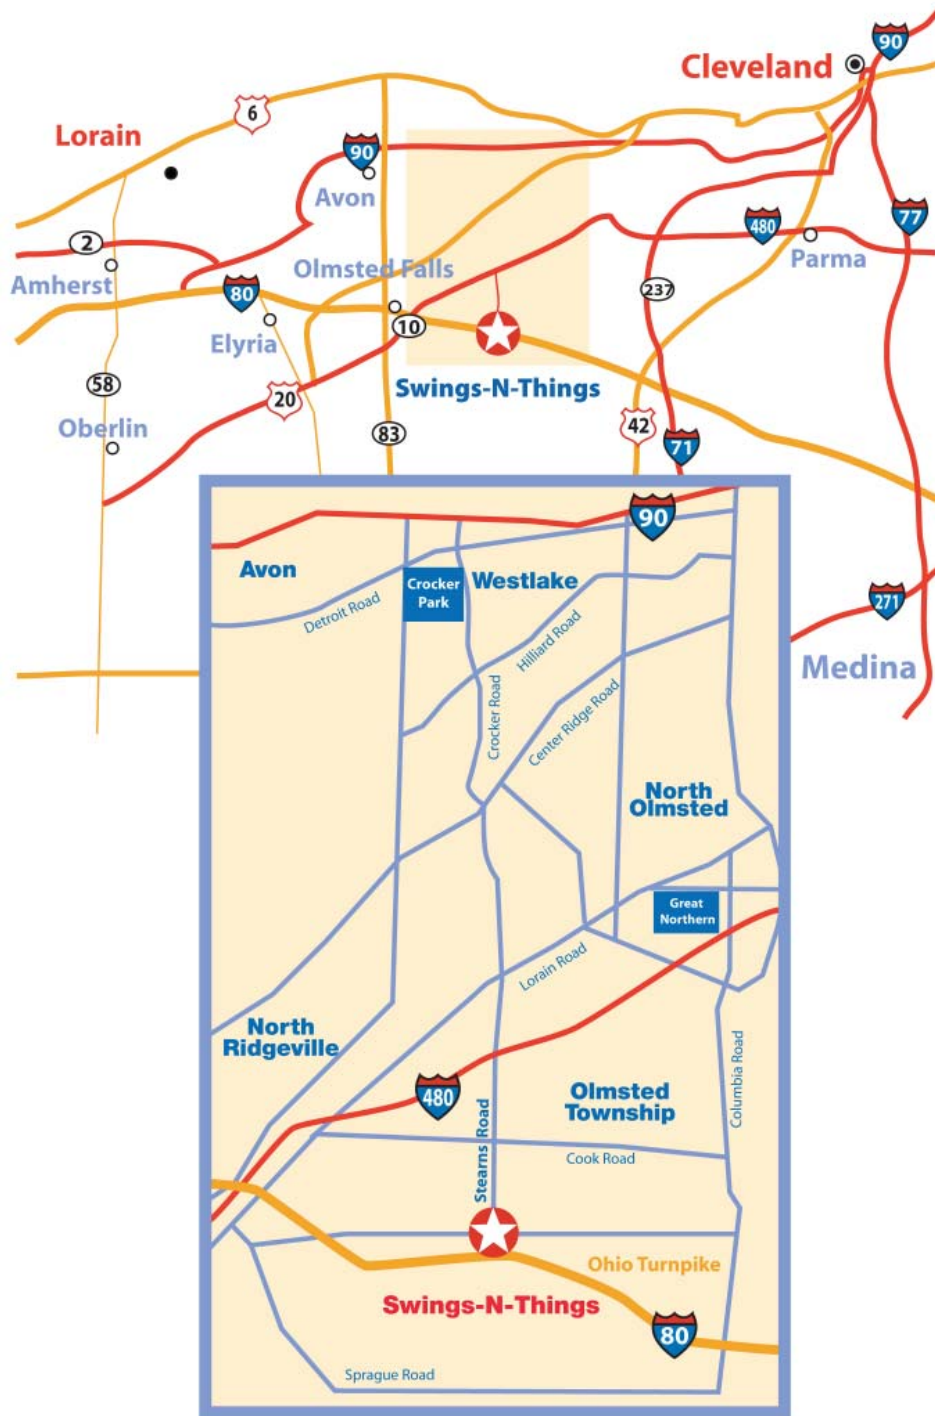 90
Cleveland
6
Lorain
90
Avon
77
480
2
Parma
Olmsted Falls
Amherst
80
237
10
Elyria
Swings-N-Things
58
20
42
Oberlin
83
71
90
Avon
Westlake
Crocker
Park
Detroit Road
271
Hilliard Road
Medina
Crocker Road
Center Ridge Road
North
Olmsted
Great
Northern
Lorain Road
North
Ridgeville
Columbia Road
480
Olmsted
Township
Stearns Road
Cook Road
Ohio Turnpike
Swings-N-Things
80
Sprague Road